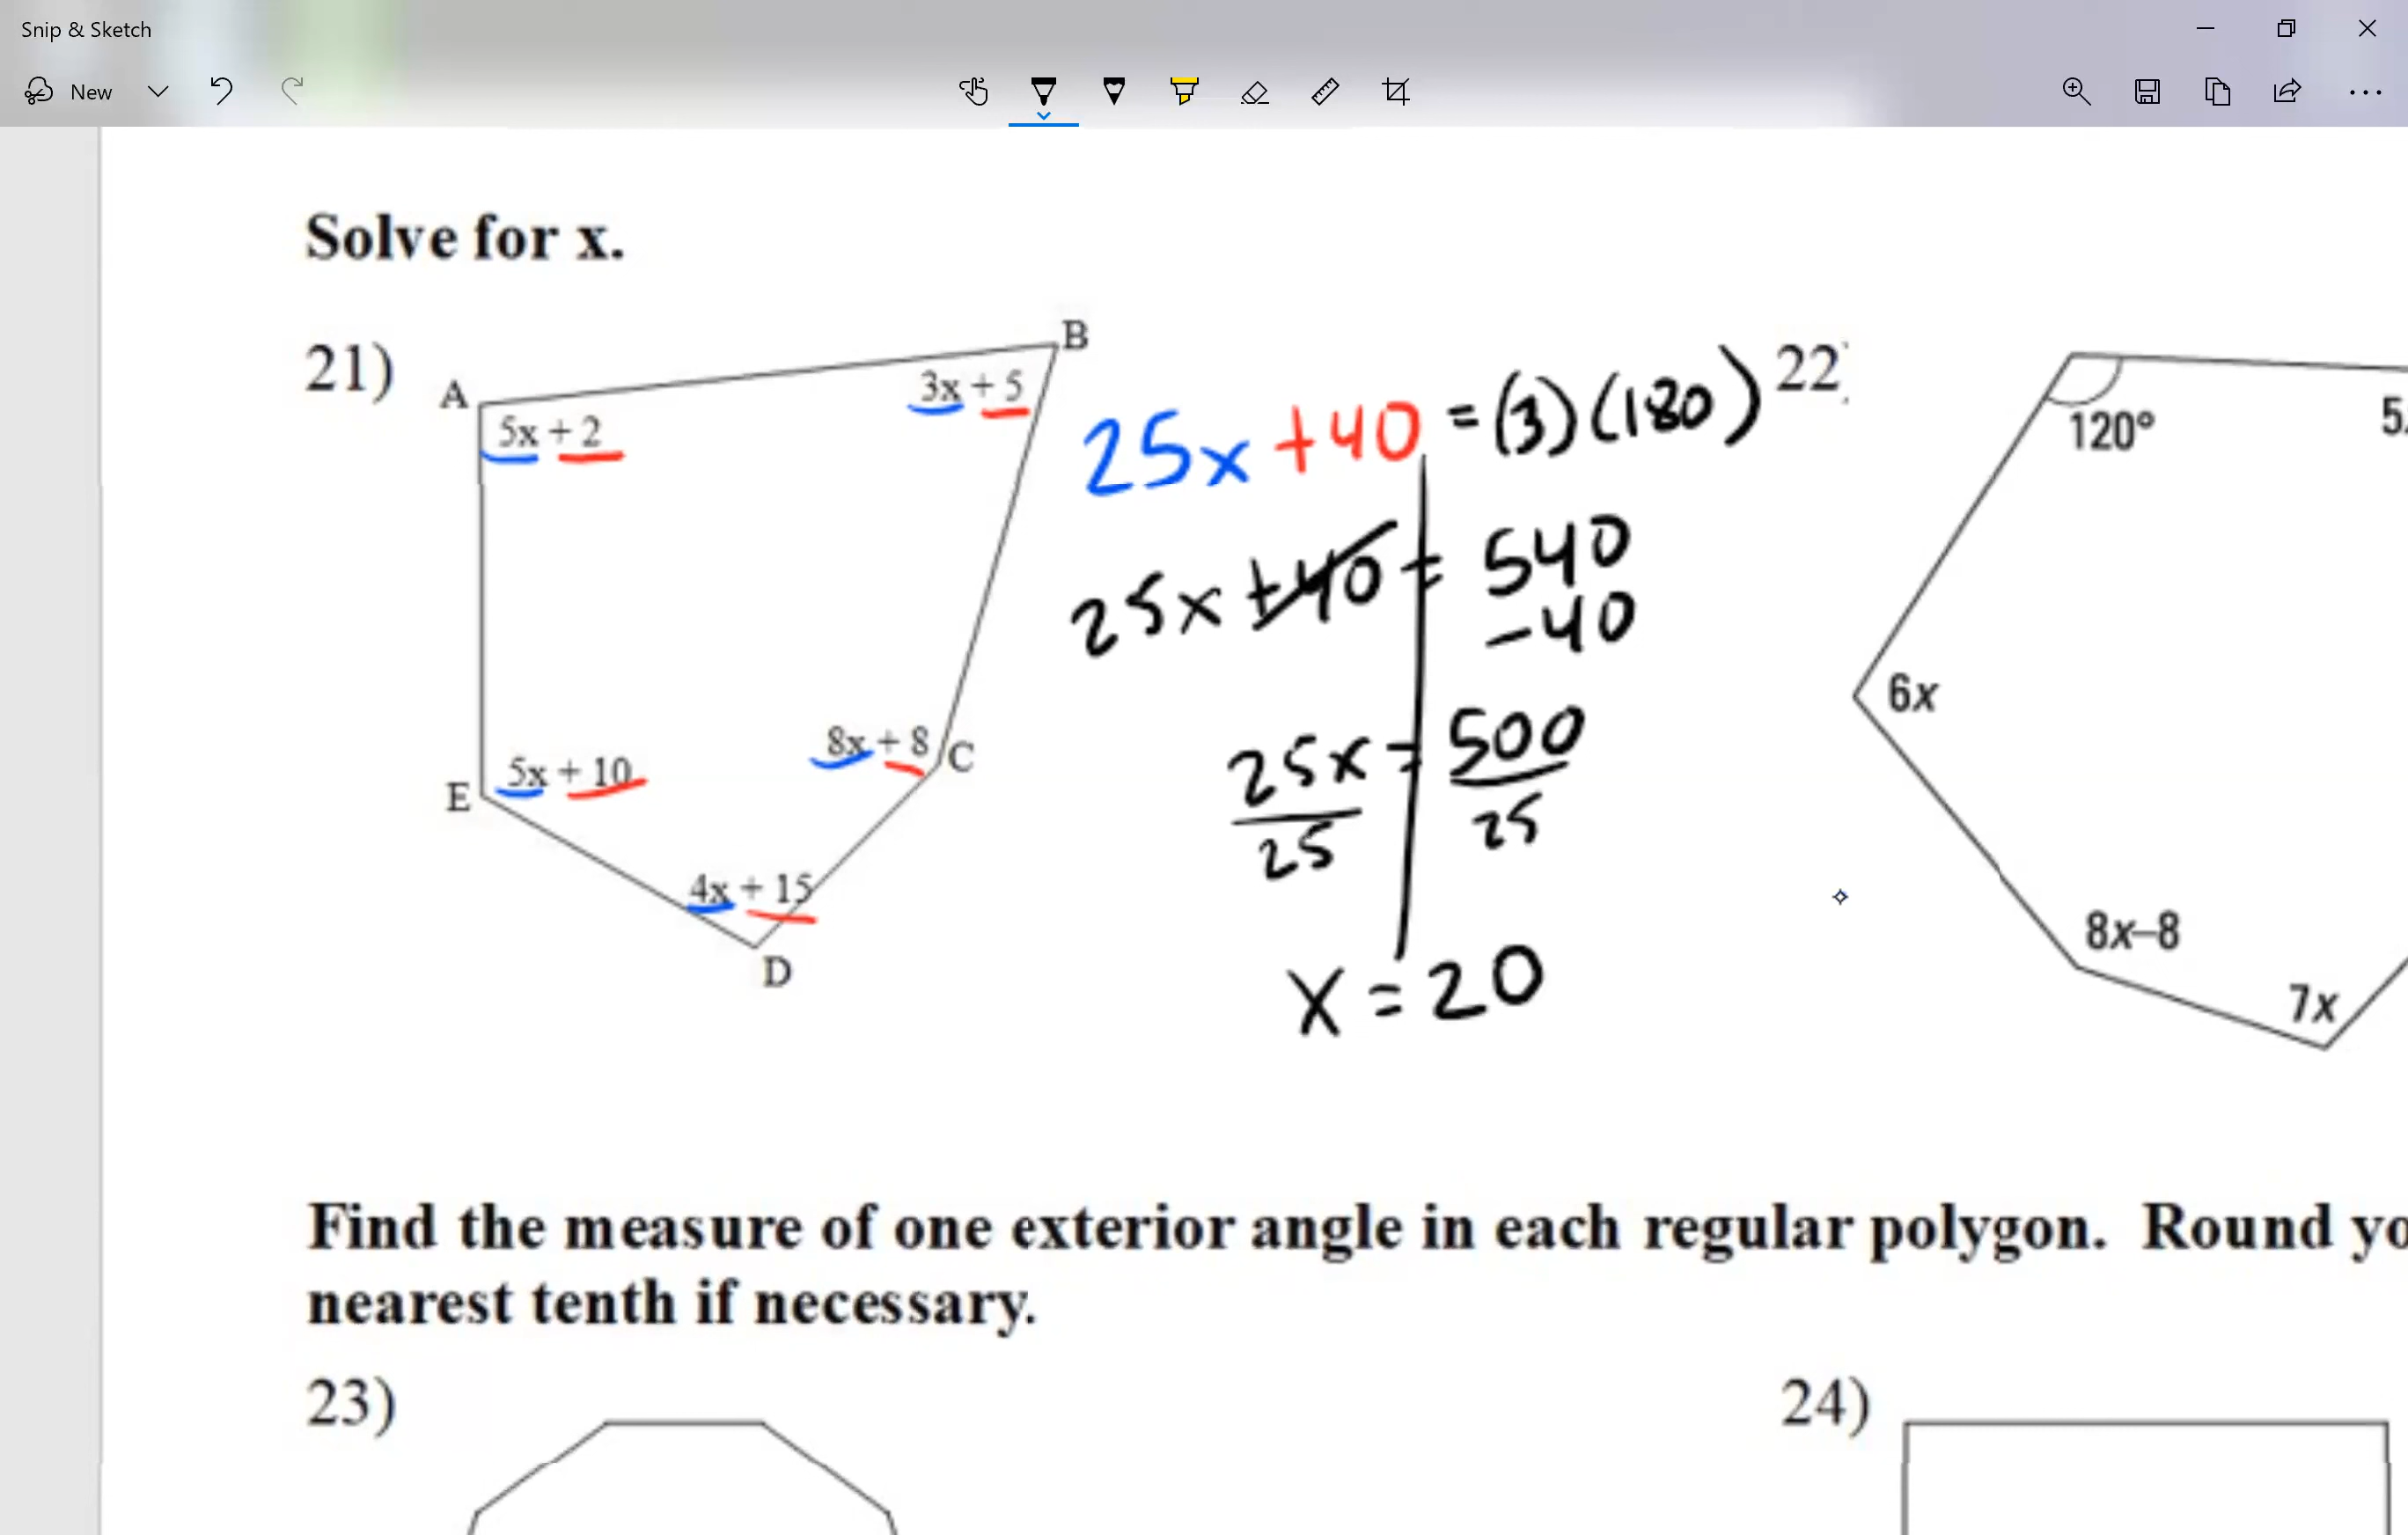 Snip & Sketch
New
Solve for x.
21)
A
B
3x + 5
5x + 2
25x +40 = (3)(180)
22
120°
25x +40 = 540
-40
6x
8x + 8
C
5x + 10
E
25x = 500
25 25
4x + 15
D
8x–8
7x
x = 20
Find the measure of one exterior angle in each regular polygon. Round
nearest tenth if necessary.
23)
24)